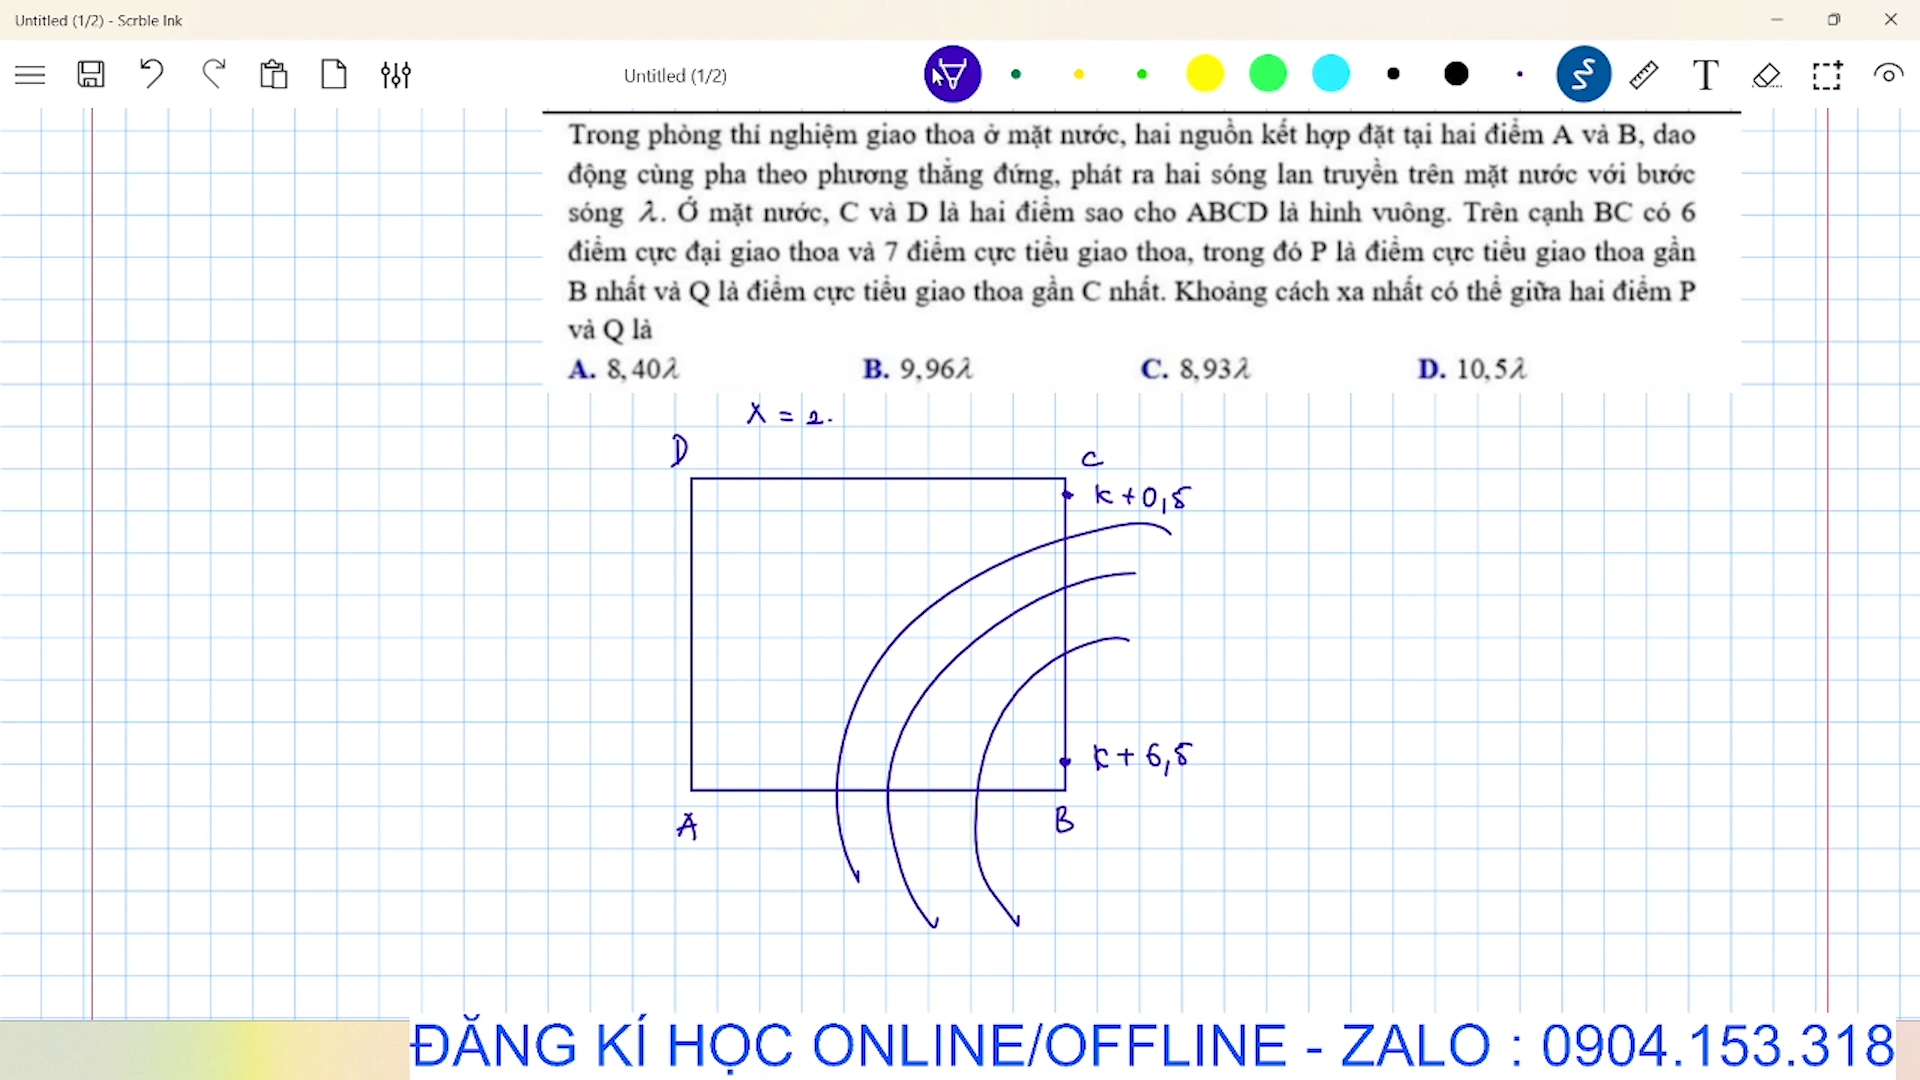 Untitled (1/2) - Scrble Ink
Untitled (1/2)
T
Trong phòng thí nghiệm giao thoa ở mặt nước, hai nguồn kết hợp đặt tại hai điểm A và B, dao
động cùng pha theo phương thẳng đứng, phát ra hai sóng lan truyền trên mặt nước với bước
sóng λ. Ở mặt nước, C và D là hai điểm sao cho ABCD là hình vuông. Trên cạnh BC có 6
điểm cực đại giao thoa và 7 điểm cực tiểu giao thoa, trong đó P là điểm cực tiểu giao thoa gần
B nhất và Q là điểm cực tiểu giao thoa gần C nhất. Khoảng cách xa nhất có thể giữa hai điểm P
và Q là
A. 8,40λ B. 9,96λ C. 8,93λ D. 10,5λ
X = 2.
D
C
k + 0,5
k + 6,5
A
B
ĐĂNG KÍ HỌC ONLINE/OFFLINE - ZALO : 0904.153.318